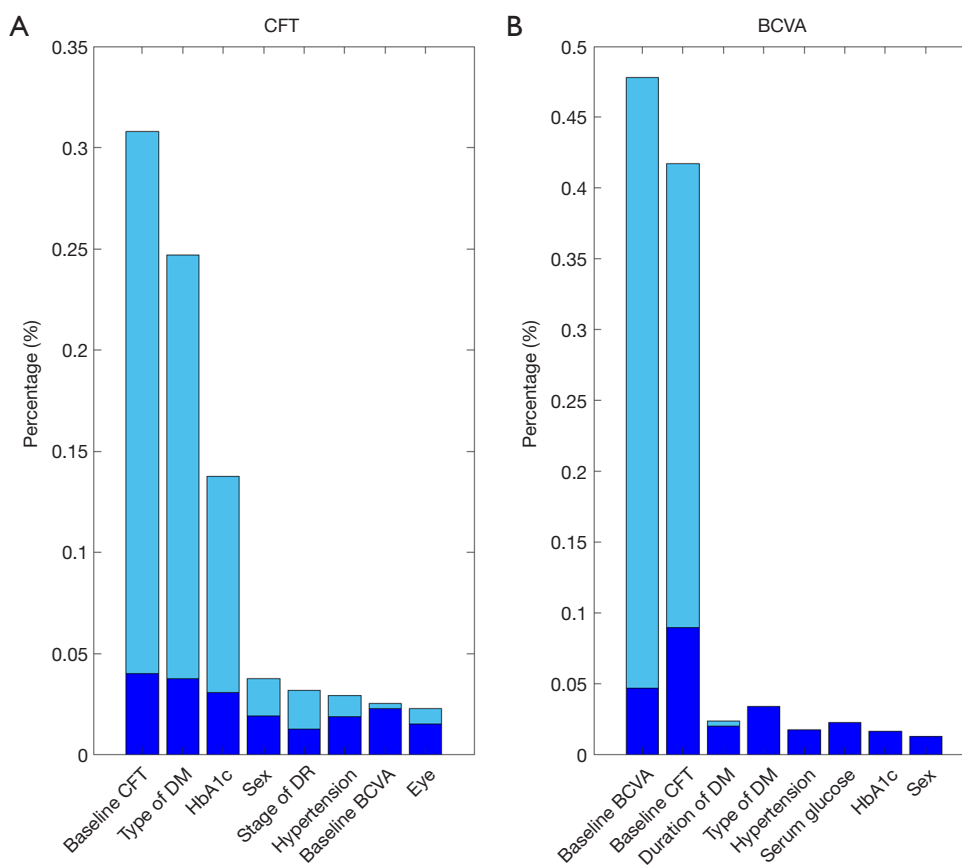 A
CFT
0.35
0.3
0.25
0.2
0.15
0.1
0.05
0
Percentage (%)
Baseline CFT
Type of DM
HbA1c
Sex
Stage of DR
Hypertension
Baseline BCVA
Eye
B
BCVA
0.5
0.45
0.4
0.35
0.3
0.25
0.2
0.15
0.1
0.05
0
Percentage (%)
Baseline BCVA
Baseline CFT
Duration of DM
Type of DM
Hypertension
Serum glucose
HbA1c
Sex